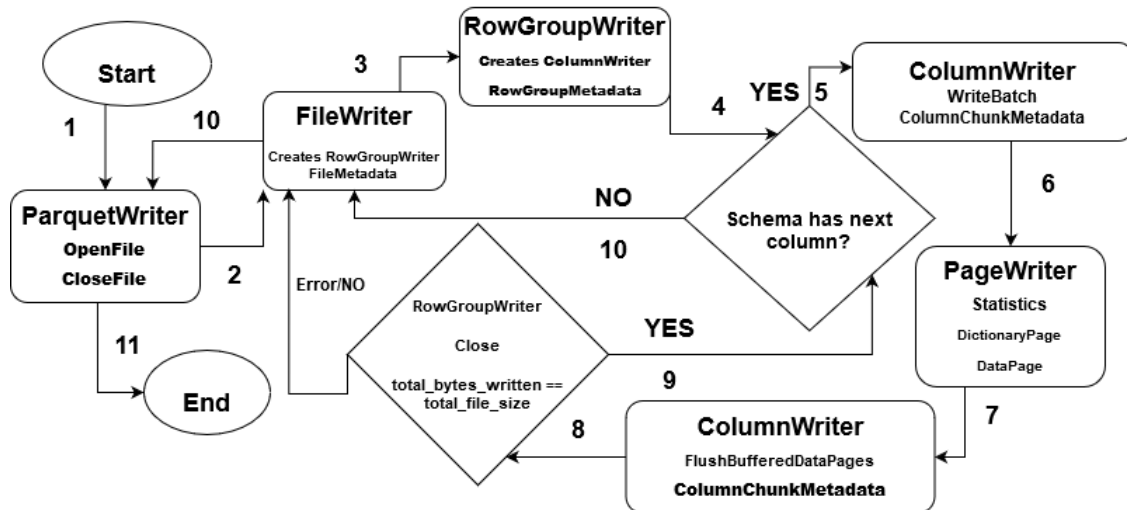 Start
1
10
ParquetWriter
OpenFile
CloseFile
2
11
End
FileWriter
Creates RowGroupWriter
FileMetadata
3
RowGroupWriter
Creates ColumnWriter
RowGroupMetadata
4
YES
5
ColumnWriter
WriteBatch
ColumnChunkMetadata
6
Schema has next
column?
NO
10
PageWriter
Statistics
DictionaryPage
DataPage
7
ColumnWriter
FlushBufferedDataPages
ColumnChunkMetadata
8
RowGroupWriter
Close
total_bytes_written ==
total_file_size
YES
9
Error/NO